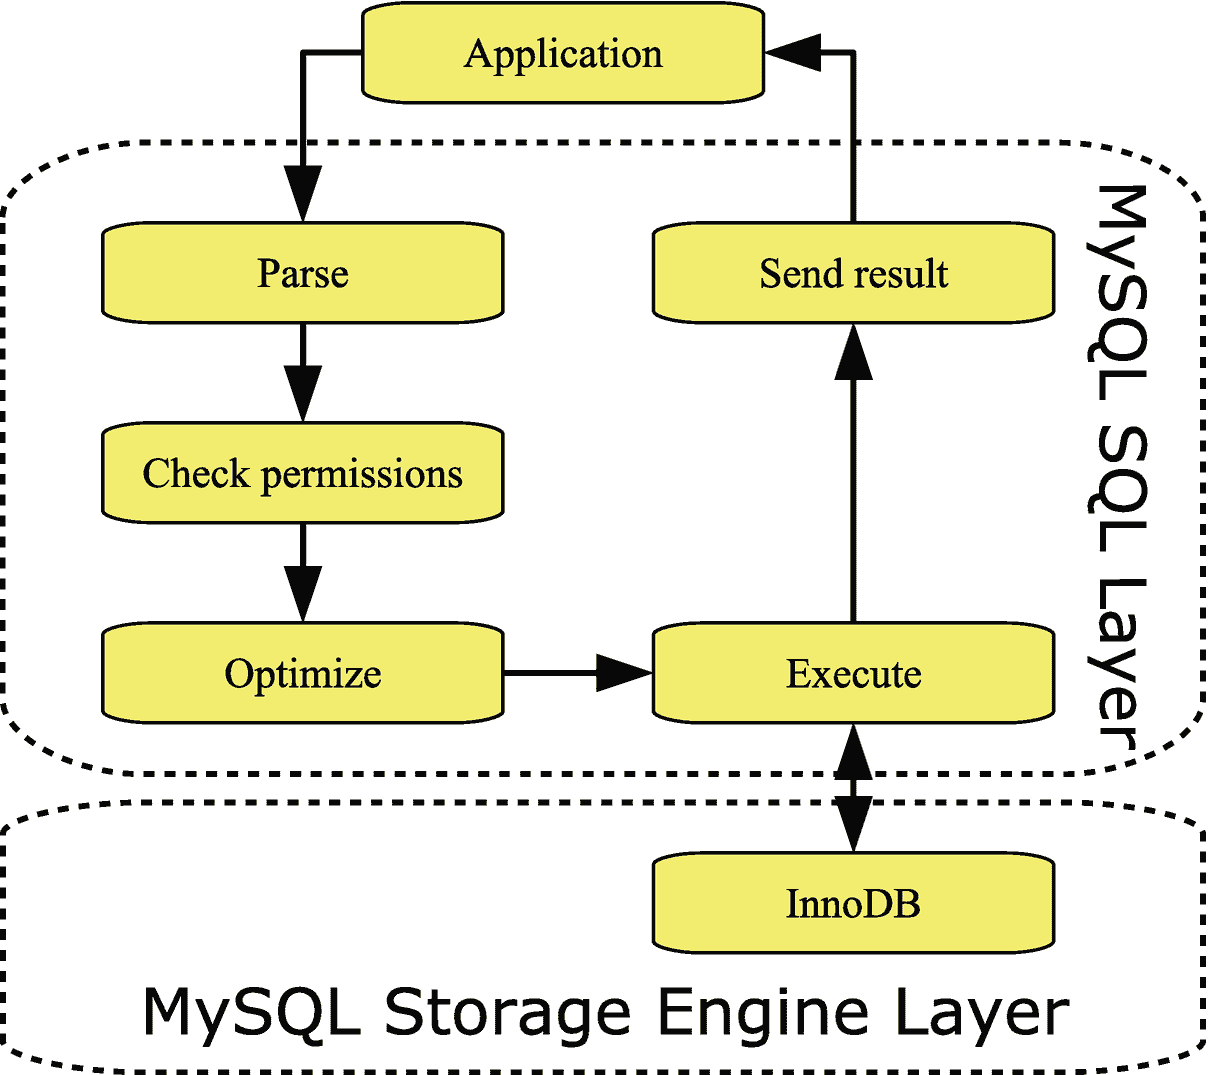 Application
Parse
Send result
Check permissions
Optimize
Execute
MySQL SQL Layer
InnoDB
MySQL Storage Engine Layer